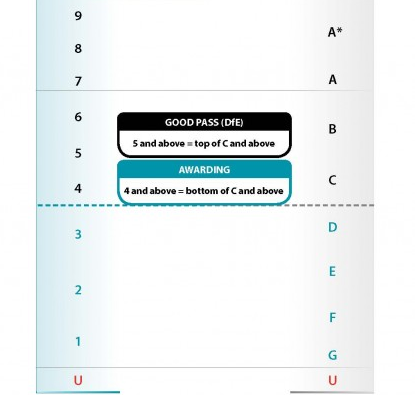 9
A*
8
7
A
6
GOOD PASS (DfE)
B
5 and above = top of C and above
5
AWARDING
4
4 and above = bottom of C and above
C
3
D
E
2
F
1
G
U
U